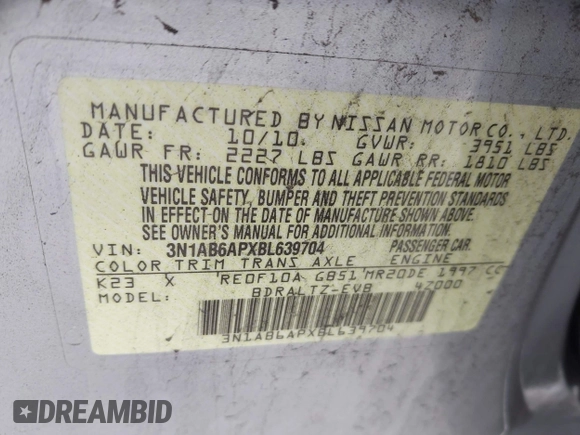 MANUFACTURED BY NISSAN MOTOR CO., LTD.
DATE: 10/10 GVWR: 3951 LBS
GAWR FR: 2227 LBS GAWR RR: 1810 LBS
THIS VEHICLE CONFORMS TO ALL APPLICABLE FEDERAL MOTOR
VEHICLE SAFETY, BUMPER AND THEFT PREVENTION STANDARDS
IN EFFECT ON THE DATE OF MANUFACTURE SHOWN ABOVE.
SEE OWNER'S MANUAL FOR ADDITIONAL INFORMATION.
VIN: 3N1AB6APXBL639704 PASSENGER CAR
COLOR TRIM TRANS AXLE ENGINE
K23 X RE0F10A GB51 MR20DE 1997 CC
MODEL: BDRALTZ-EVB 4Z000
3N1AB6APXBL639704
DREAMBID